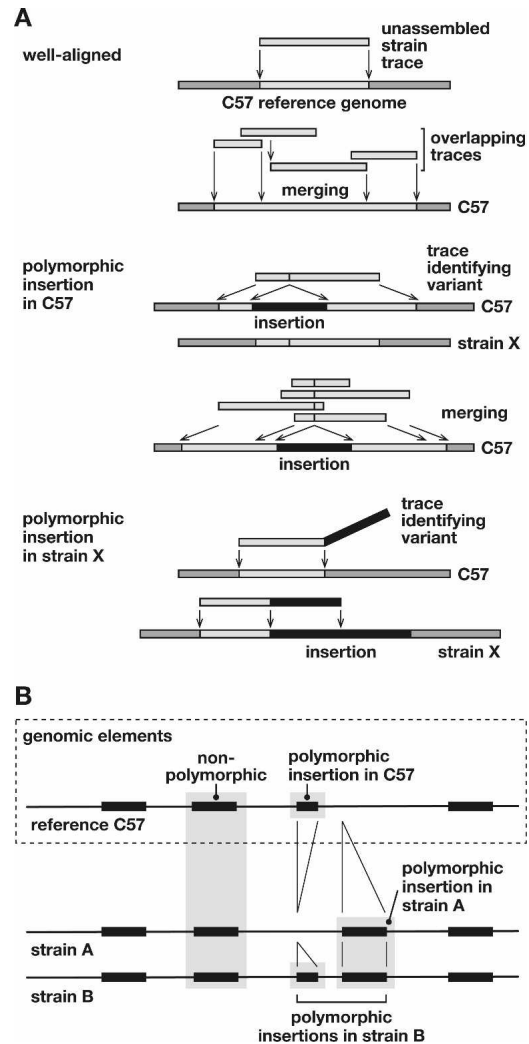 A
well-aligned
unassembled
strain
trace
C57 reference genome
overlapping
traces
merging
C57
polymorphic
insertion
in C57
trace
identifying
variant
C57
insertion
strain X
merging
C57
insertion
polymorphic
insertion
in strain X
trace
identifying
variant
C57
insertion
strain X
B
genomic elements
non-
polymorphic
polymorphic
insertion in C57
reference C57
polymorphic
insertion in
strain A
strain A
strain B
polymorphic
insertions in strain B